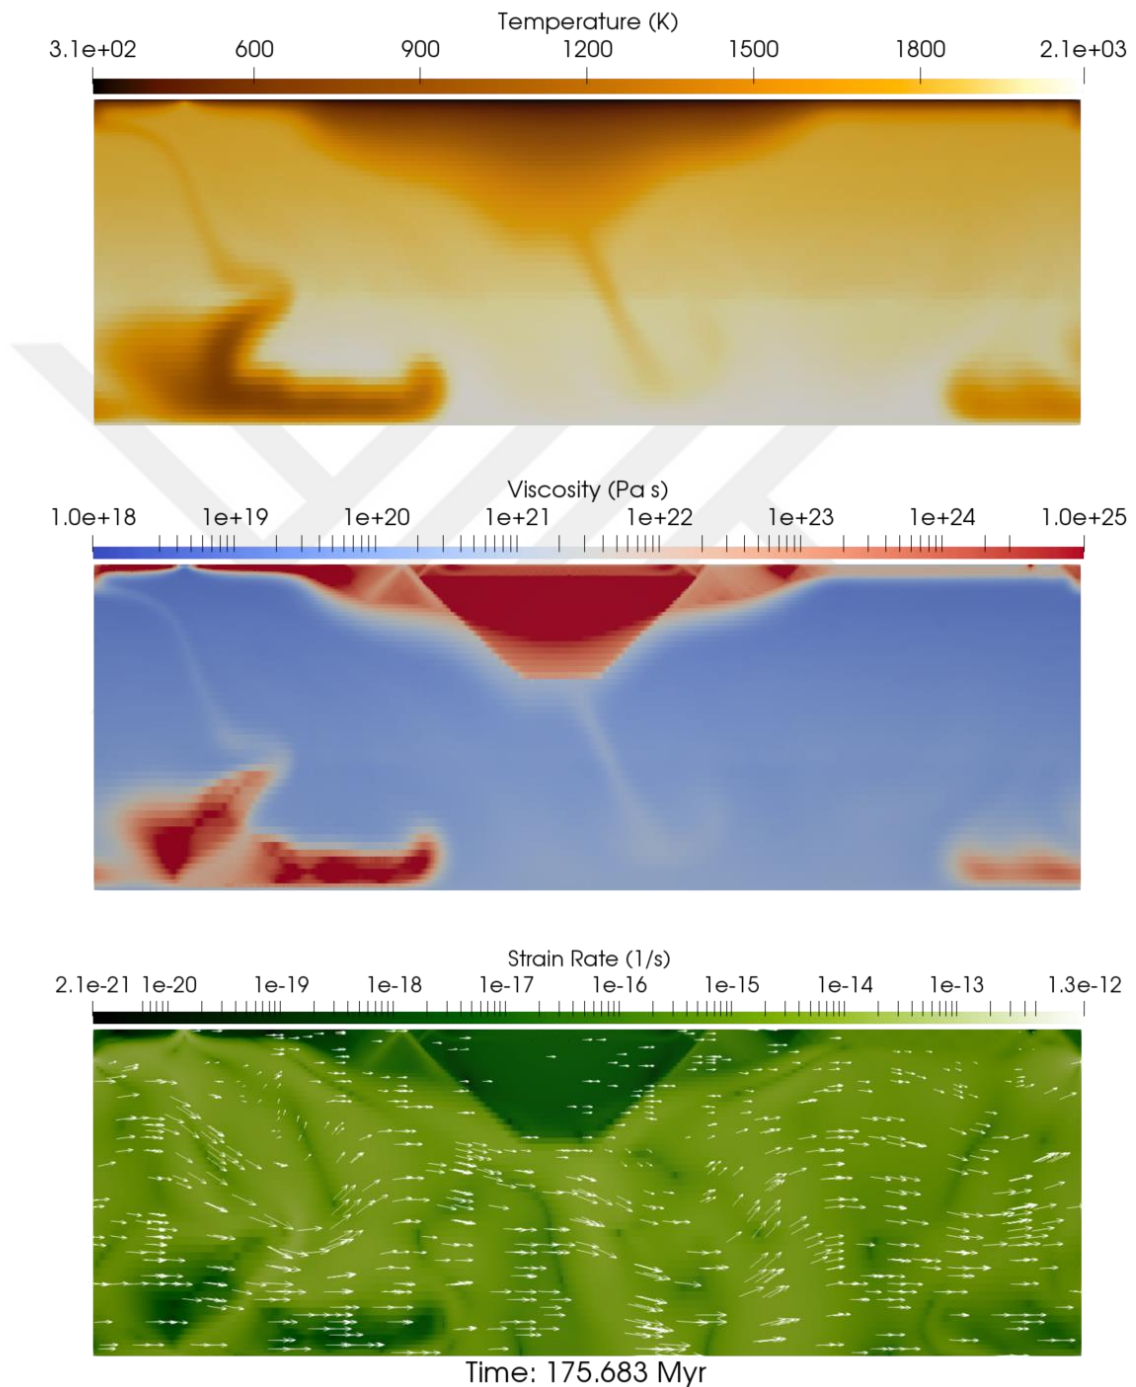 Temperature (K)
3.1e+02 600 900 1200 1500 1800 2.1e+03
Viscosity (Pa s)
1.0e+18 1e+19 1e+20 1e+21 1e+22 1e+23 1e+24 1.0e+25
Strain Rate (1/s)
2.1e-21 1e-20 1e-19 1e-18 1e-17 1e-16 1e-15 1e-14 1e-13 1.3e-12
Time: 175.683 Myr